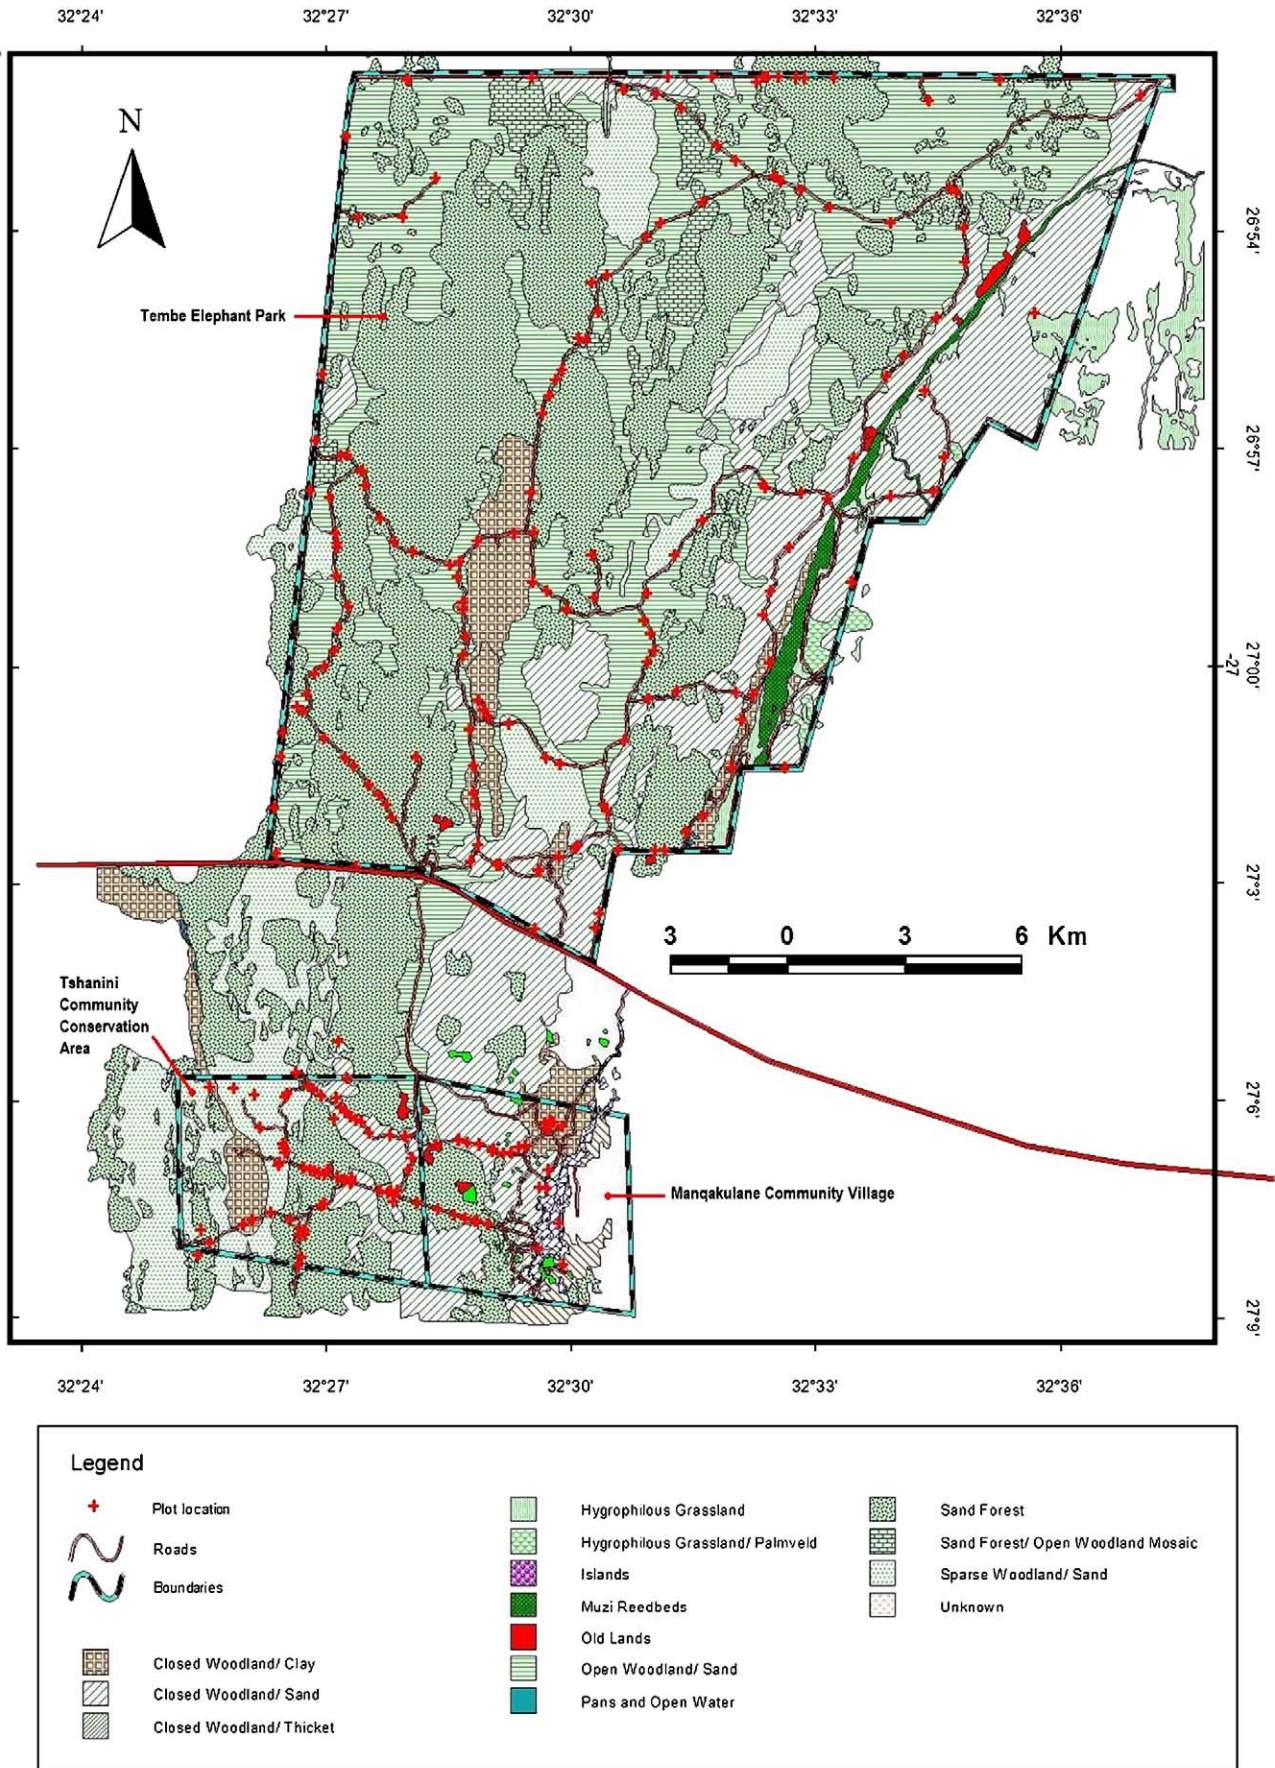 32°24'
32°27'
32°30'
32°33'
32°36'
N
26°54'
Tembe Elephant Park
26°57'
-27
27°00'
27°3'
3 0 3 6 Km
Tshanini
Community
Conservation
Area
27°6'
Manqakulane Community Village
27°9'
32°24'
32°27'
32°30'
32°33'
32°36'
Legend
Plot location
Roads
Boundaries
Closed Woodland/ Clay
Closed Woodland/ Sand
Closed Woodland/ Thicket
Hygrophilous Grassland
Hygrophilous Grassland/ Palmveld
Islands
Muzi Reedbeds
Old Lands
Open Woodland/ Sand
Pans and Open Water
Sand Forest
Sand Forest/ Open Woodland Mosaic
Sparse Woodland/ Sand
Unknown